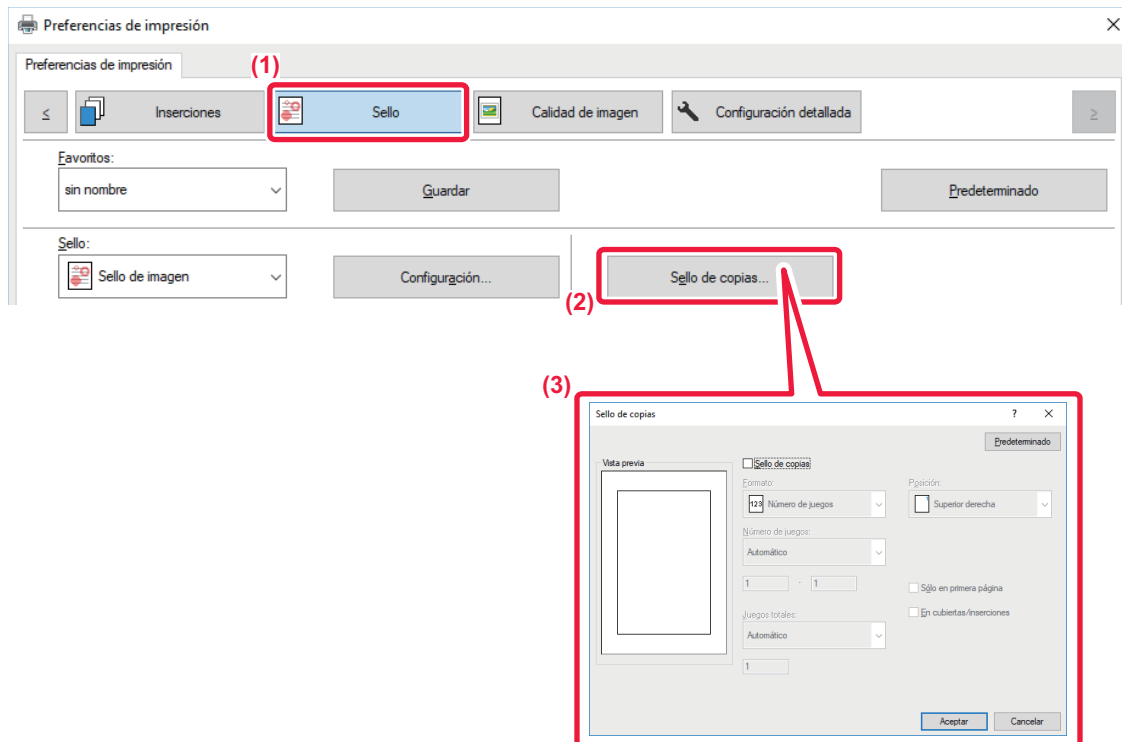 Preferencias de impresión
Preferencias de impresión
(1)
≤ Inserciones Sello Calidad de imagen Configuración detallada ≥
Favoritos:
sin nombre Guardar Predeterminado
Sello:
Sello de imagen Configuración... Sello de copias...
(2)
(3)
Sello de copias ?
Predeterminado
Vista previa Sello de copias
Formato: Posición:
123 Número de juegos 1 Superior derecha
Número de juegos:
Automático
1 - 1 Sólo en primera página
Juegos totales: En cubiertas/inserciones
Automático
1
Aceptar Cancelar